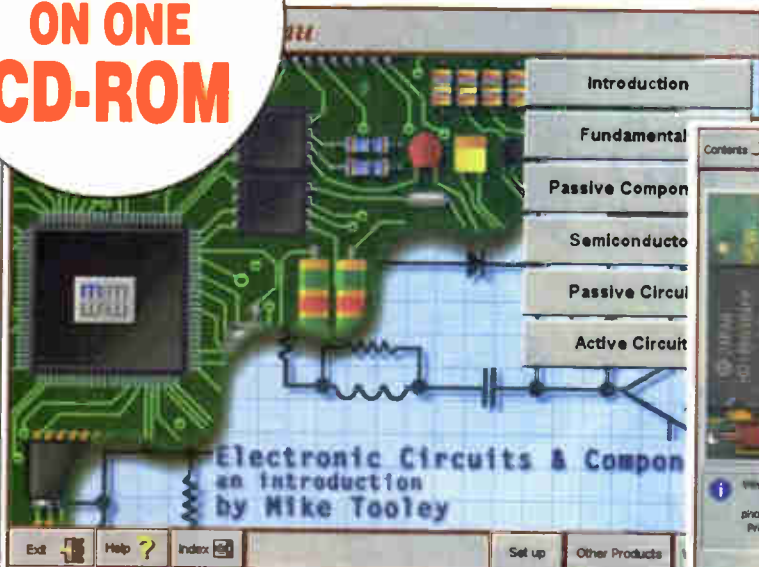 ON ONE
CD-ROM
Introduction
Fundamental
Passive Compon
Semiconducto
Passive Circui
Active Circuit
Contents
Electronic Circuits & Compon
an introduction
by Mike Tooley
Exit
Help ?
Index
Set up
Other Products